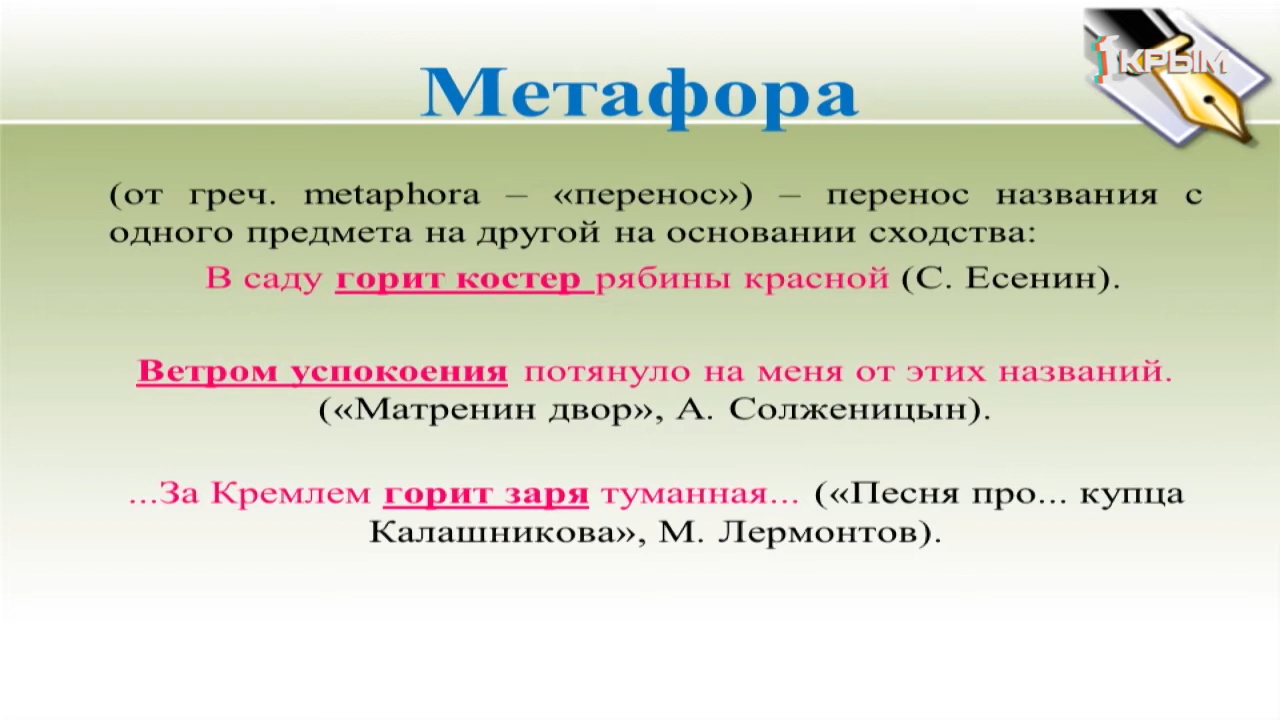 1КРЫМ
Метафора
(от греч. metaphora – «перенос») – перенос названия с
одного предмета на другой на основании сходства:
В саду горит костер рябины красной (С. Есенин).
Ветром успокоения потянуло на меня от этих названий.
(«Матренин двор», А. Солженицын).
...За Кремлем горит заря туманная... («Песня про... купца
Калашникова», М. Лермонтов).